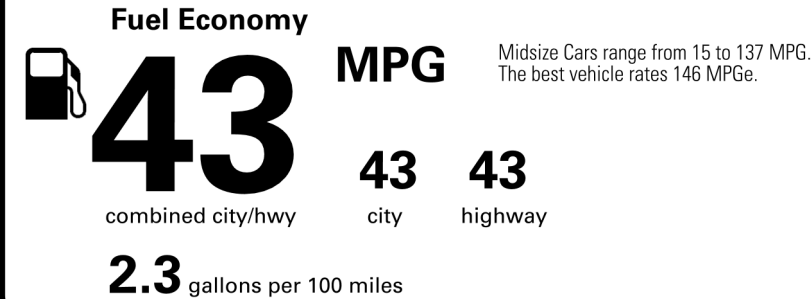 Fuel Economy
43 MPG
Midsize Cars range from 15 to 137 MPG.
The best vehicle rates 146 MPGe.
combined city/hwy
43 city
43 highway
2.3 gallons per 100 miles